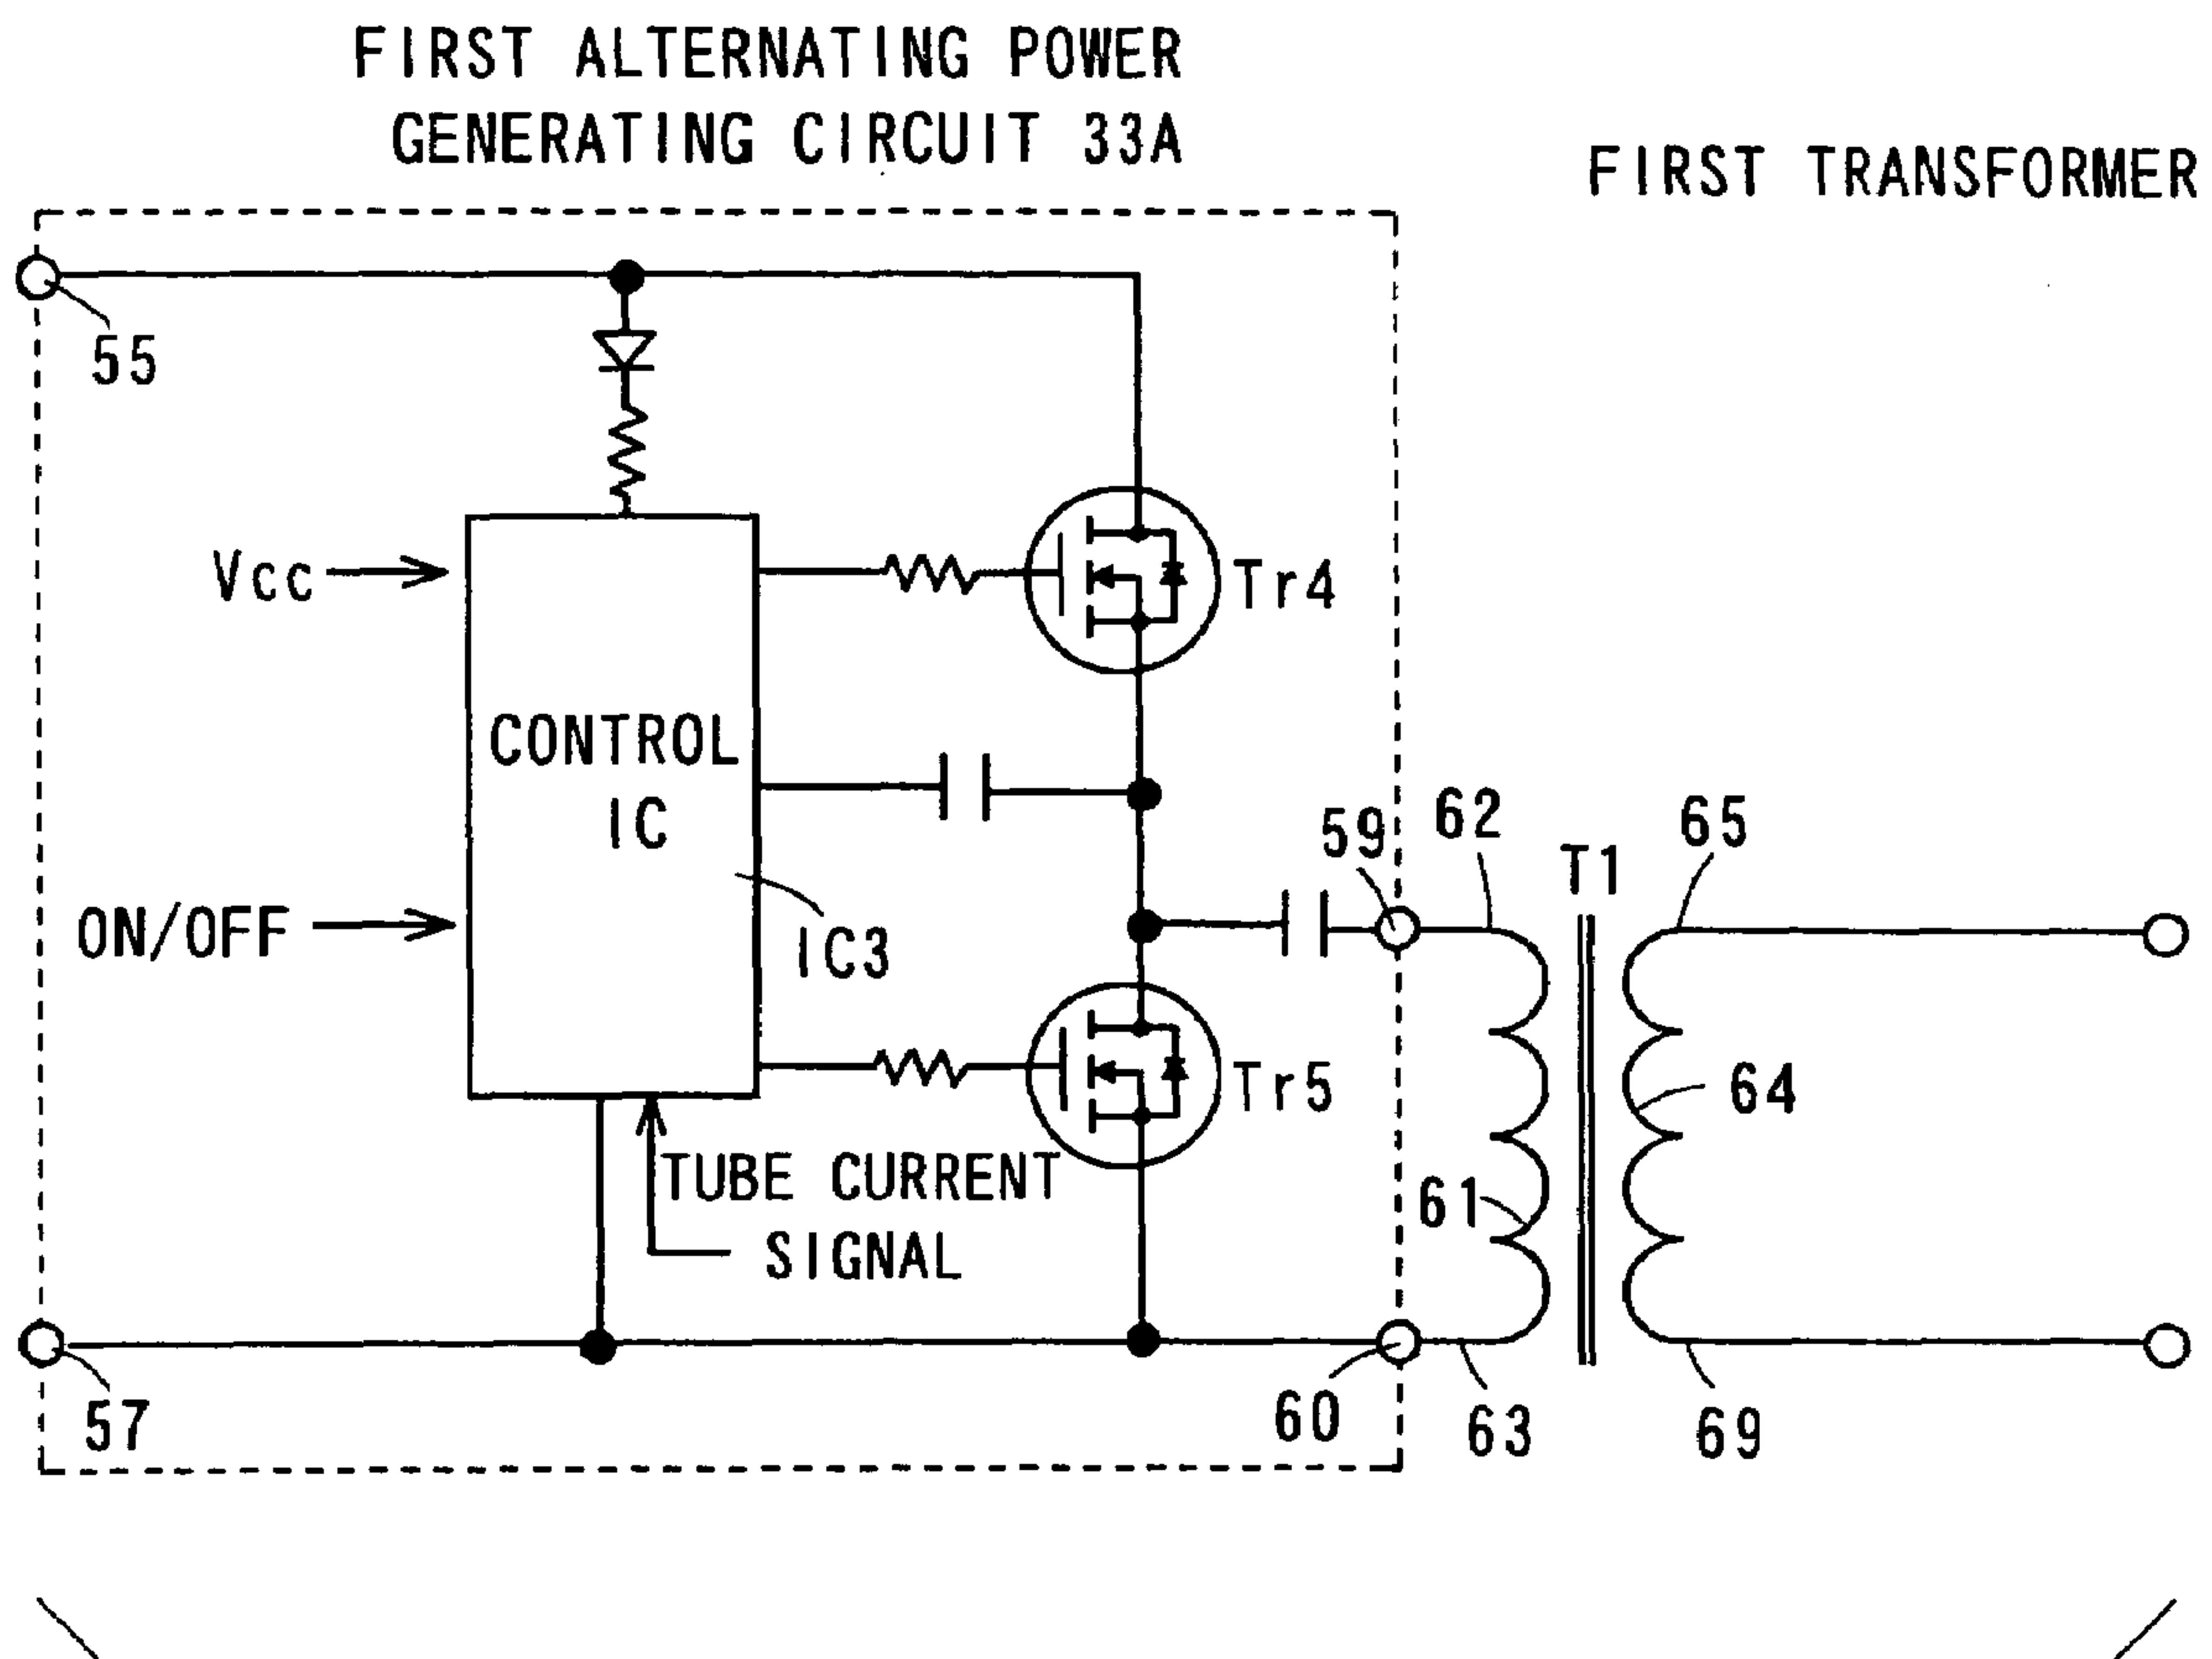 FIRST ALTERNATING POWER
GENERATING CIRCUIT 33A
FIRST TRANSFORMER
55
Vcc
Tr4
CONTROL
IC
59
62
T1
65
ON/OFF
IC3
Tr5
64
TUBE CURRENT
SIGNAL
61
57
60
63
69